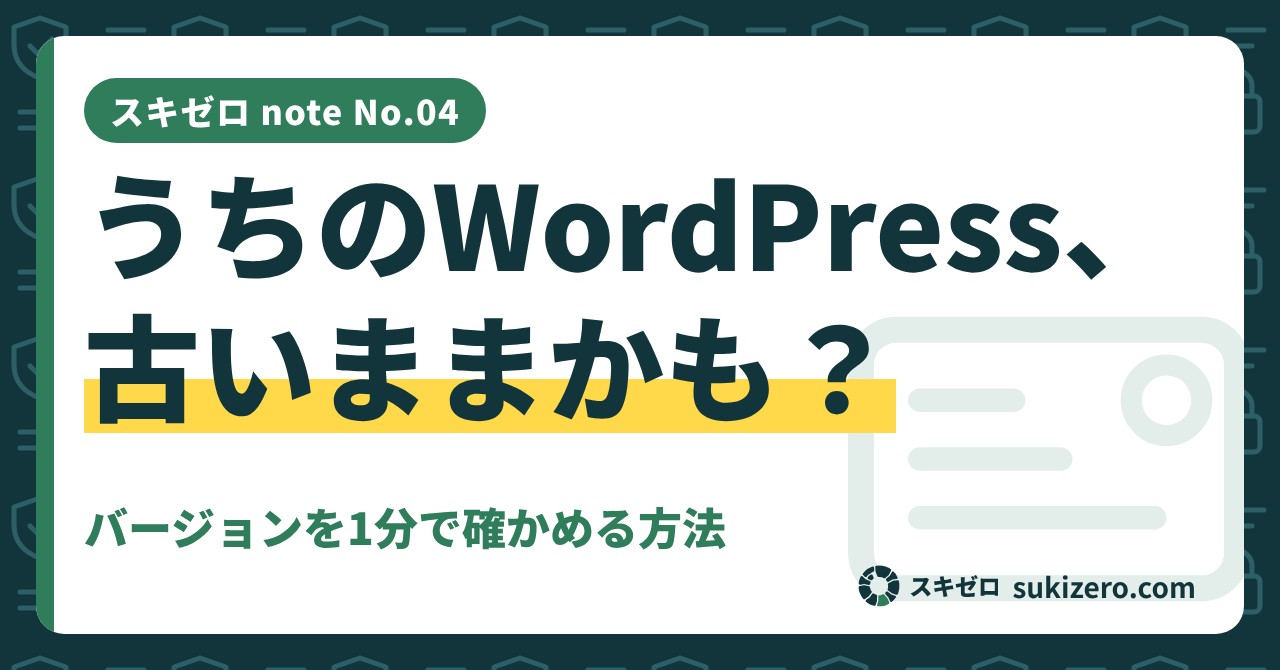 スキゼロ note No.04
うちのWordPress、
古いままかも？
バージョンを1分で確かめる方法
スキゼロ sukizero.com